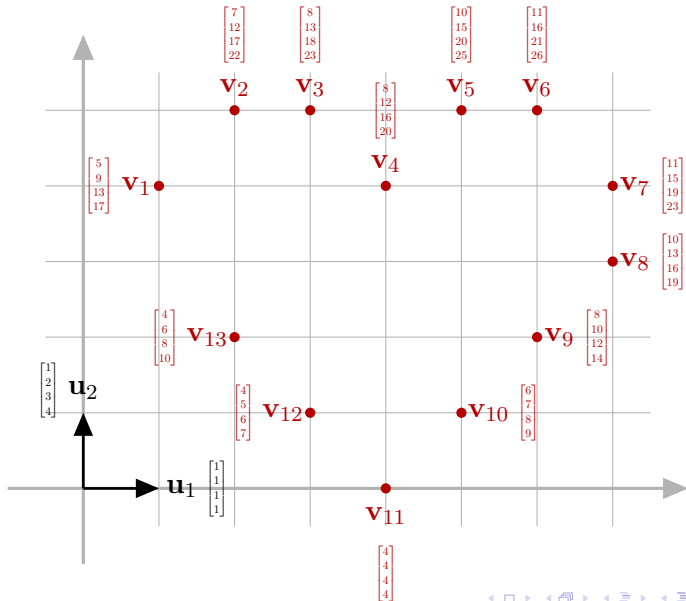 [7 12 17 22]
[8 13 18 23]
[10 15 20 25]
[11 16 21 26]
v2
v3
[8 12 16 20]
v5
v6
[5 9 13 17]
v1
v4
v7
[11 15 19 23]
v8
[10 13 16 19]
[4 6 8 10]
v13
v9
[8 10 12 14]
[1 2 3 4]
u2
[4 5 6 7]
v12
v10
[6 7 8 9]
u1
[1 1 1 1]
v11
[4 4 4 4]